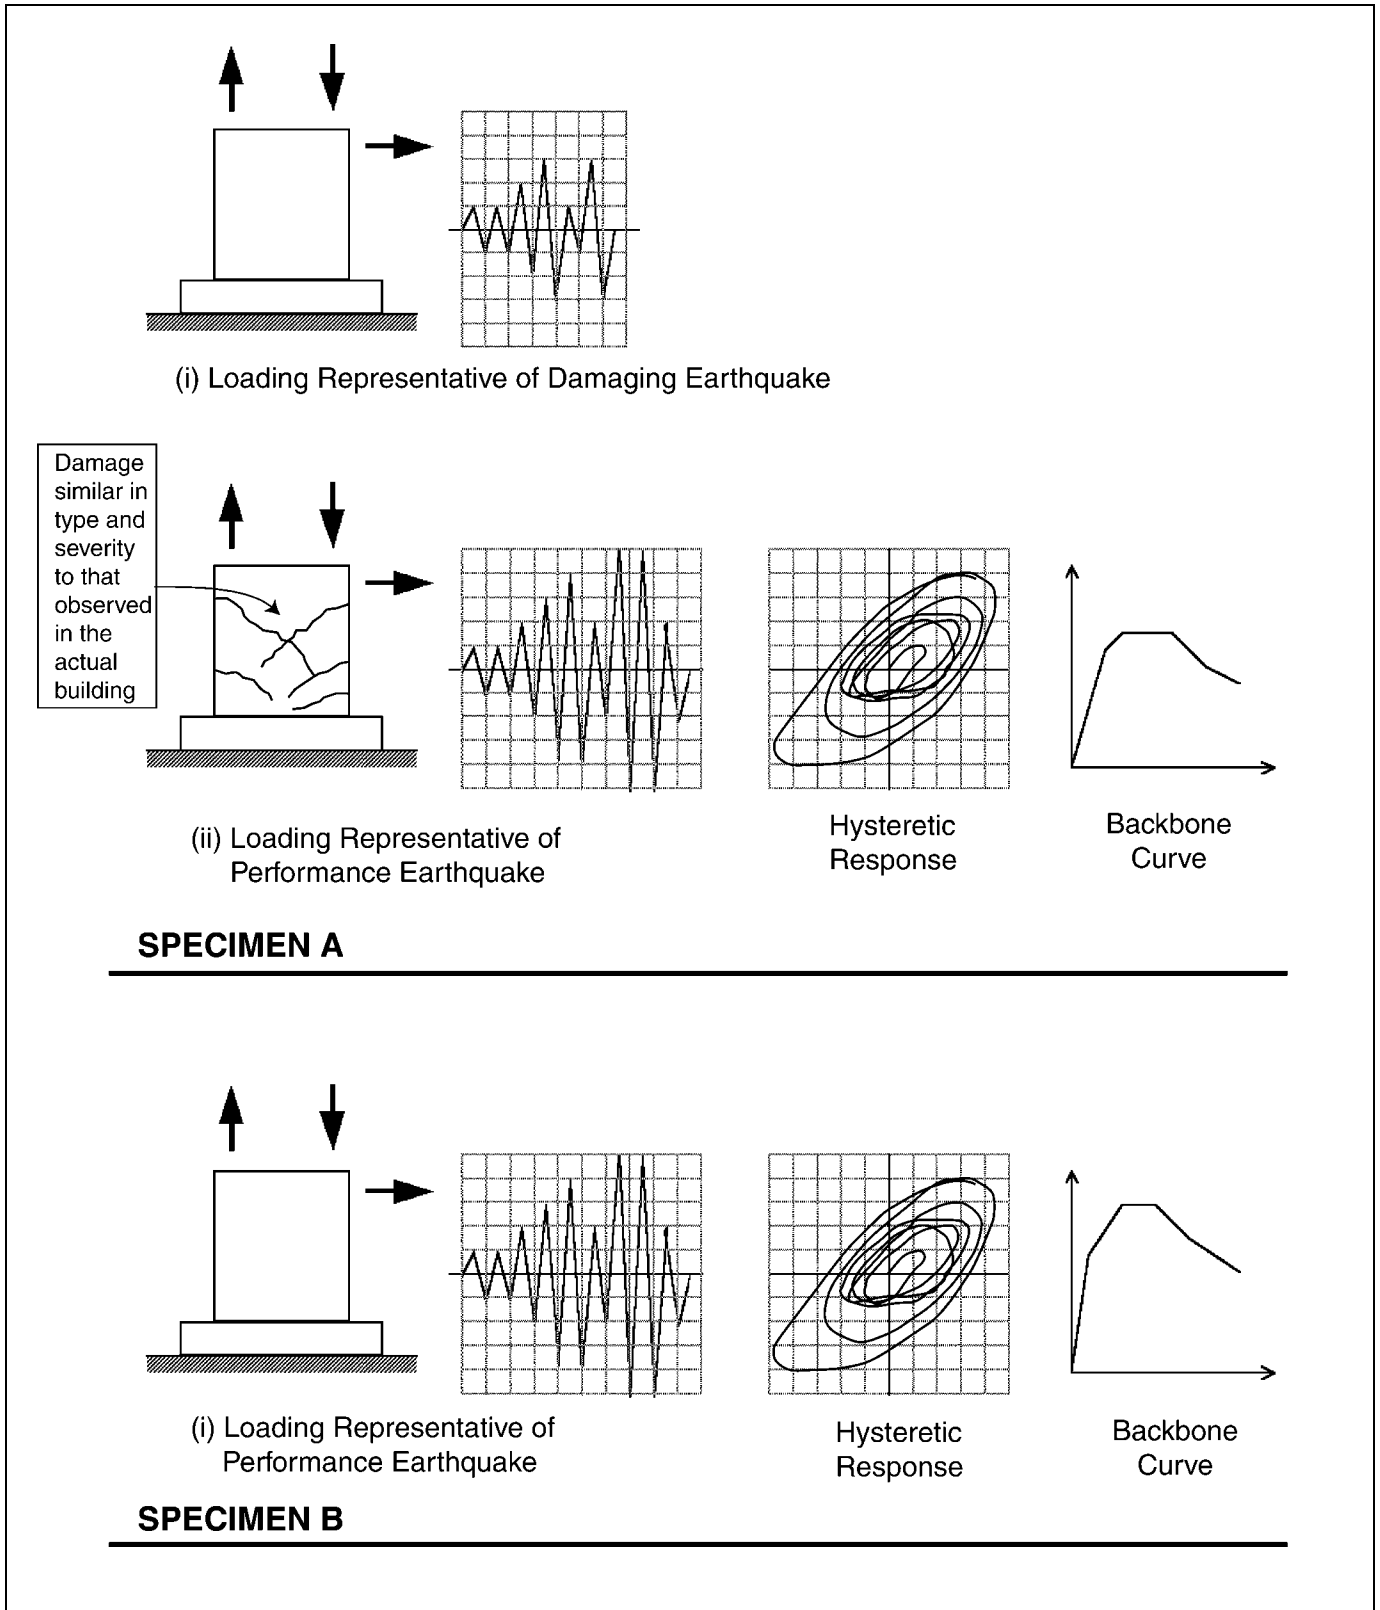 (i) Loading Representative of Damaging Earthquake
Damage
similar in
type and
severity
to that
observed
in the
actual
building
(ii) Loading Representative of
Performance Earthquake
Hysteretic
Response
Backbone
Curve
SPECIMEN A
(i) Loading Representative of
Performance Earthquake
Hysteretic
Response
Backbone
Curve
SPECIMEN B